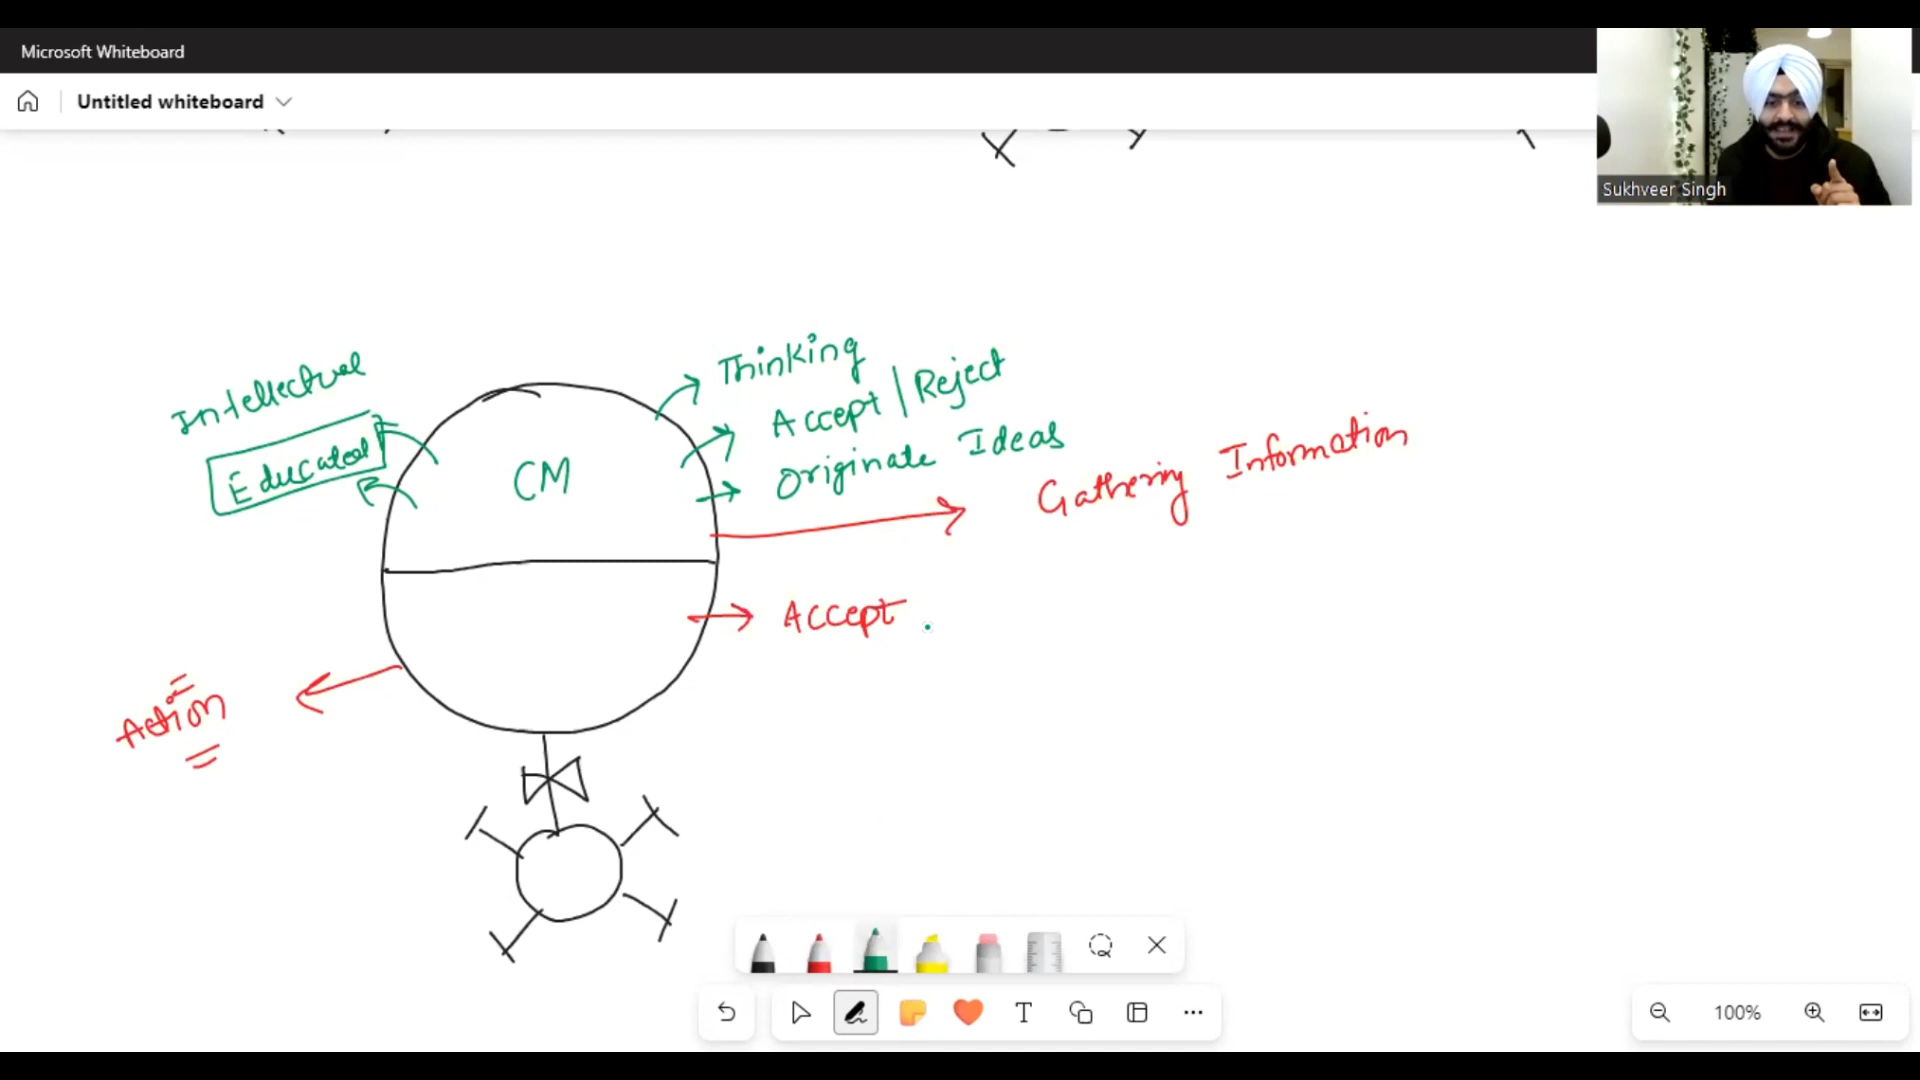 Microsoft Whiteboard
Untitled whiteboard
Sukhveer Singh
Intellectual
Educated
Thinking
Accept | Reject
Originate Ideas
Gathering Information
CM
Accept
Action
100%